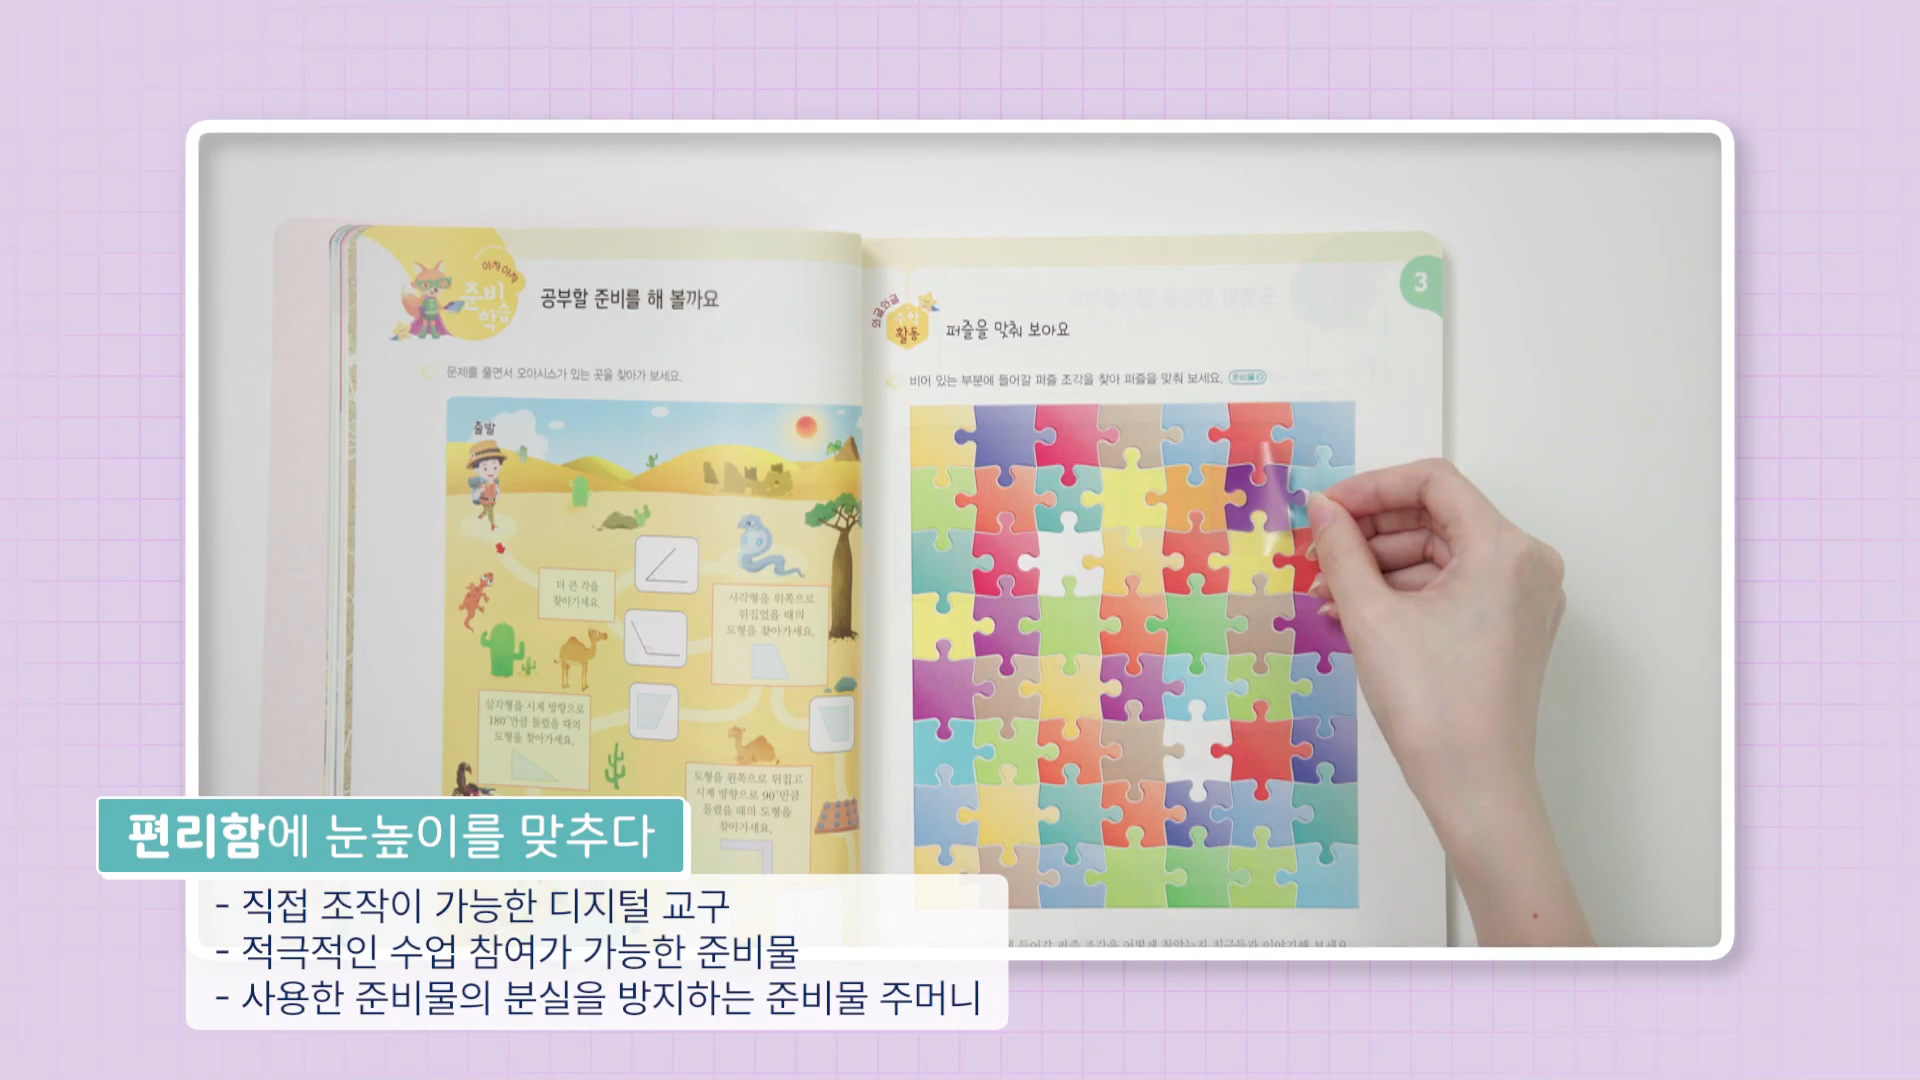 아자 아자
준비
학습
공부할 준비를 해 볼까요
문제를 풀면서 오아시스가 있는 곳을 찾아가 보세요.
출발
더 큰 각을
찾아가세요.
사각형을 위쪽으로
뒤집었을 때의
도형을 찾아가세요.
삼각형을 시계 방향으로
180°만큼 돌렸을 때의
도형을 찾아가세요.
도형을 왼쪽으로 뒤집고
시계 방향으로 90°만큼
돌렸을 때의 도형을
찾아가세요.
3
와글와글
수학
활동
퍼즐을 맞춰 보아요
비어 있는 부분에 들어갈 퍼즐 조각을 찾아 퍼즐을 맞춰 보세요. 준비물
편리함에 눈높이를 맞추다
- 직접 조작이 가능한 디지털 교구
- 적극적인 수업 참여가 가능한 준비물
- 사용한 준비물의 분실을 방지하는 준비물 주머니